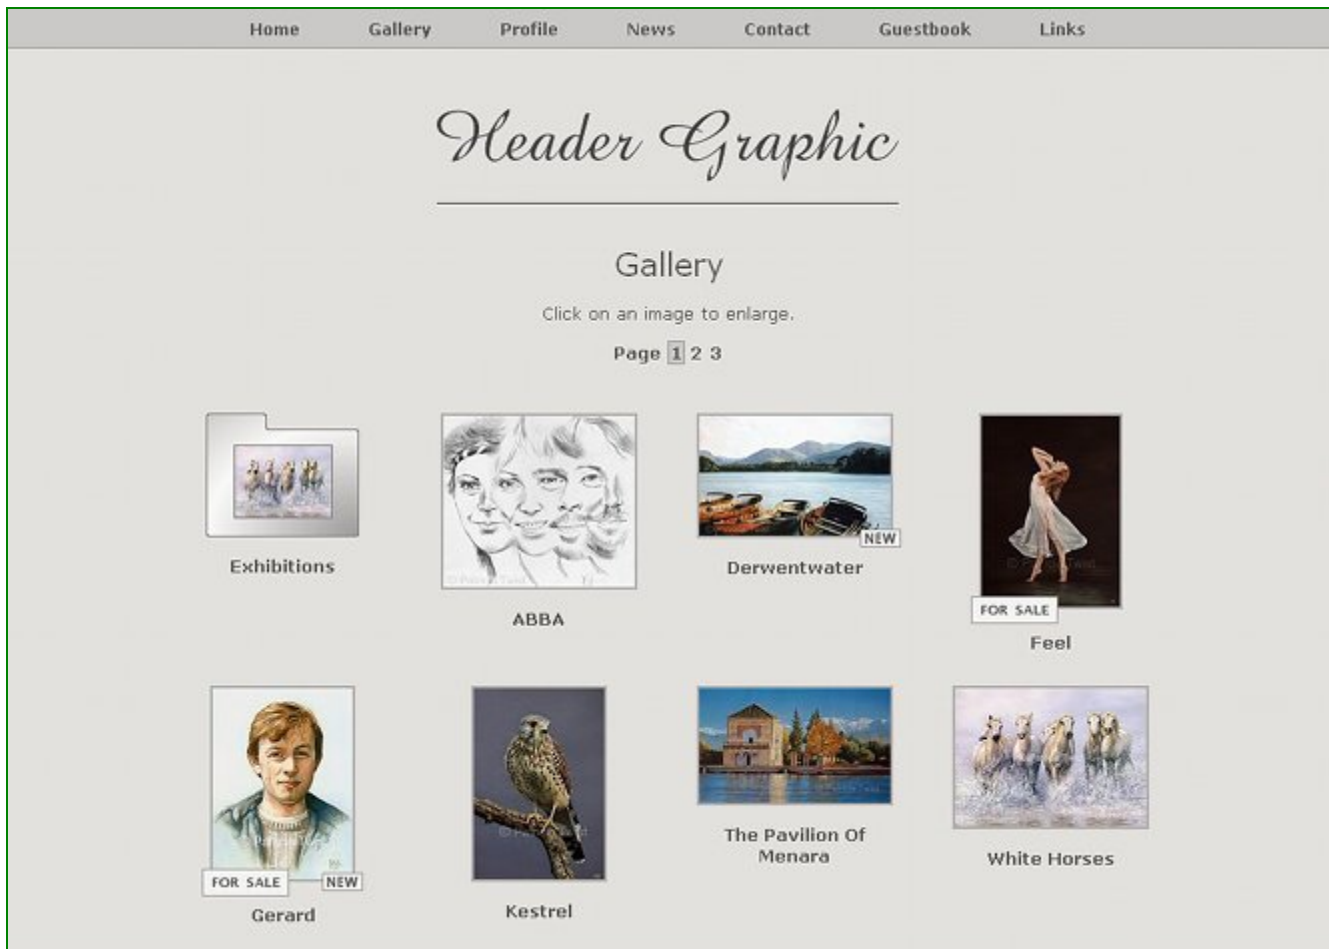 Home Gallery Profile News Contact Guestbook Links
Header Graphic
Gallery
Click on an image to enlarge.
Page 1 2 3
NEW
Exhibitions
Derwentwater
FOR SALE
ABBA
Feel
FOR SALE
NEW
The Pavilion Of
Menara
White Horses
Gerard
Kestrel